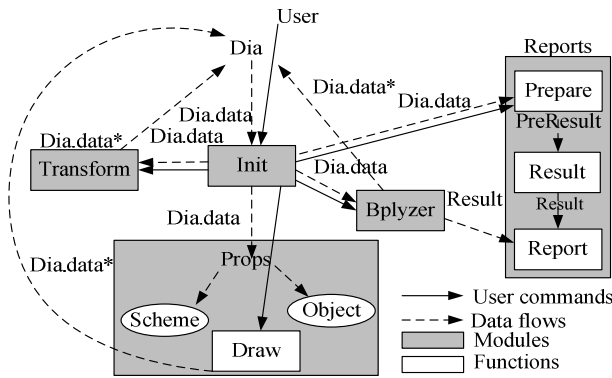 User
Dia
Reports
Dia.data*
Dia.data
Prepare
Dia.data
PreResult
Dia.data*
Dia.data
Transform
Init
Dia.data
Result
Bplyzer
Result
Result
Dia.data
Report
Props
Dia.data*
Scheme
Object
Draw
User commands
Data flows
Modules
Functions